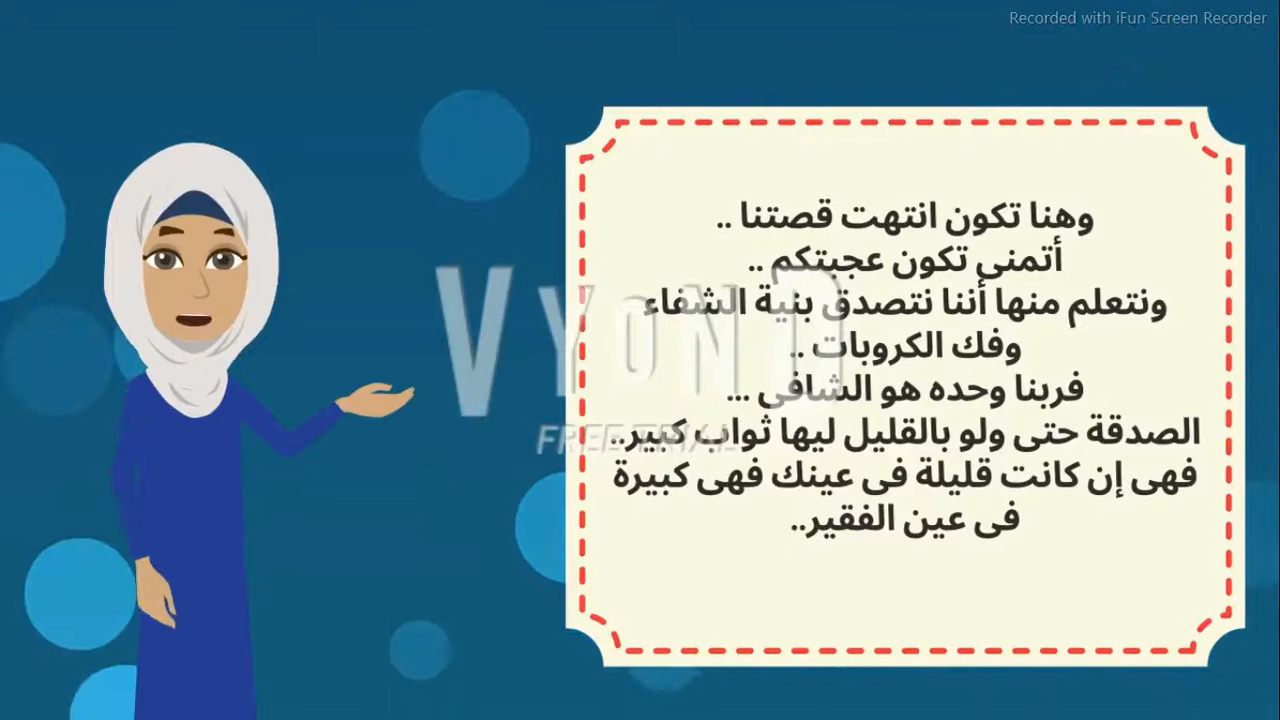 Recorded with iFun Screen Recorder
وهنا تكون انتهت قصتنا ..
أتمنى تكون عجبتكم ..
ونتعلم منها أننا نتصدق بنية الشفاء
وفك الكروبات ..
فربنا وحده هو الشافى ...
الصدقة حتى ولو بالقليل ليها ثواب كبير..
فهى إن كانت قليلة فى عينك فهى كبيرة
فى عين الفقير..
VYOND
FREE TRIAL